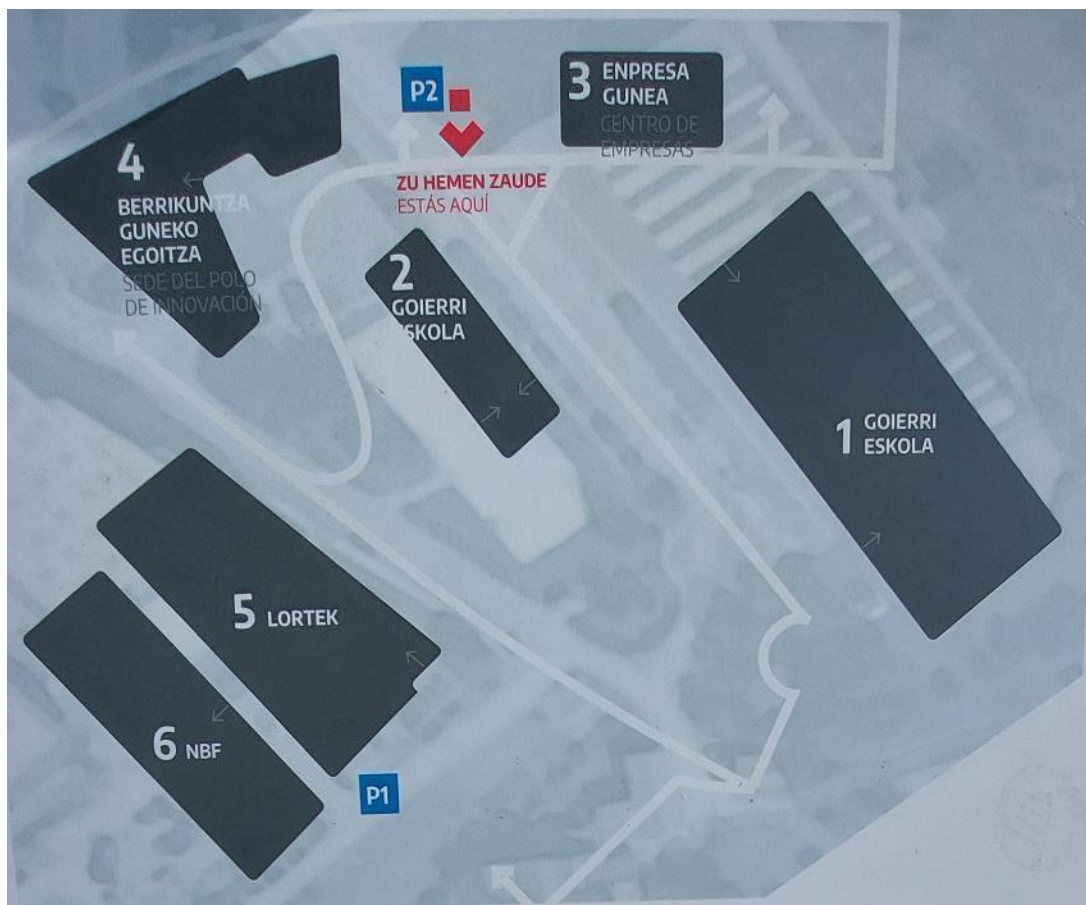 P2
3 ENPRESA
GUNEA
CENTRO DE
EMPRESAS
4
BERRIKUNTZA
GUNEKO
EGOITZA
SEDE DEL POLO
DE INNOVACIÓN
ZU HEMEN ZAUDE
ESTÁS AQUÍ
2
GOIERRI
ESKOLA
1 GOIERRI
ESKOLA
5 LORTEK
6 NBF
P1